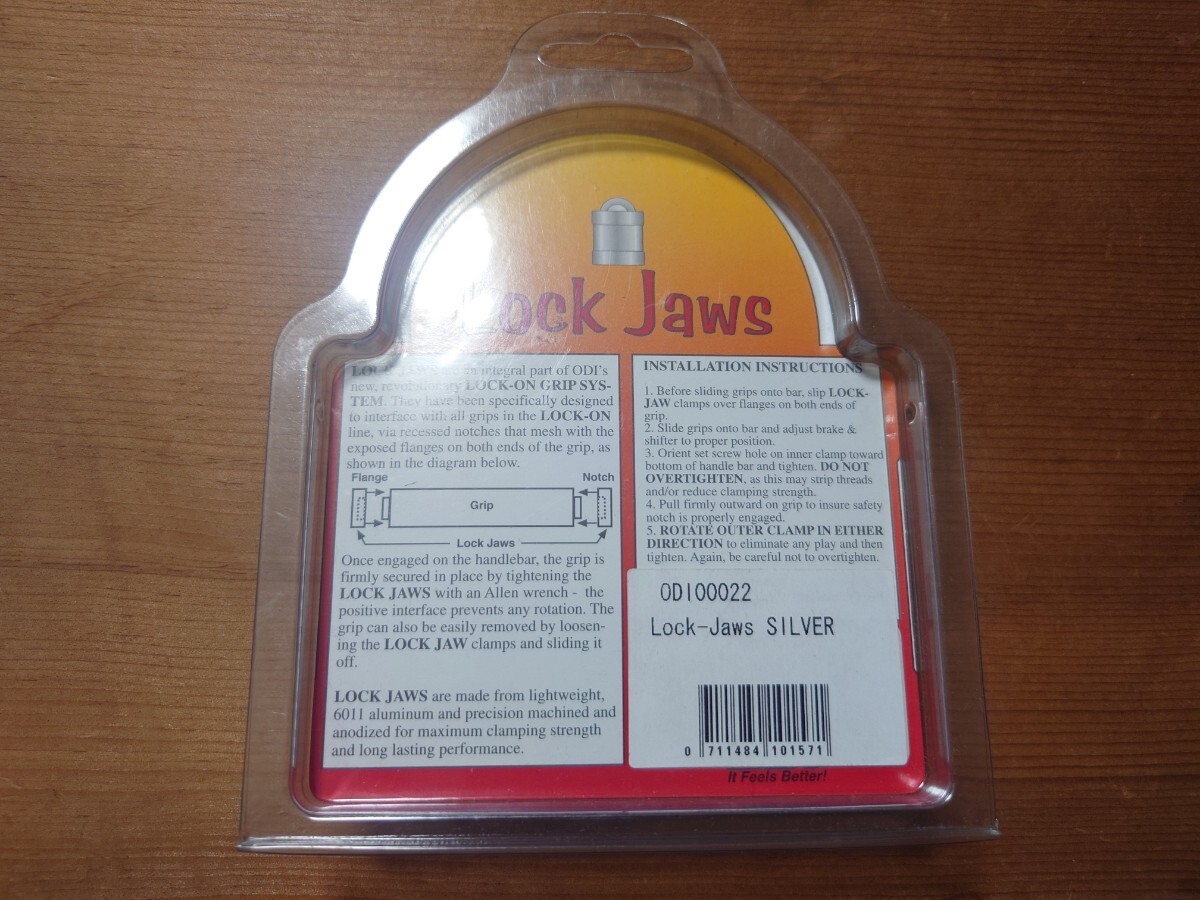 Lock Jaws
LOCK JAWS are an integral part of ODI's
new, revolutionary LOCK-ON GRIP SYS-
TEM. They have been specifically designed
to interface with all grips in the LOCK-ON
line, via recessed notches that mesh with the
exposed flanges on both ends of the grip, as
shown in the diagram below.
Flange
Notch
Grip
Lock Jaws
Once engaged on the handlebar, the grip is
firmly secured in place by tightening the
LOCK JAWS with an Allen wrench - the
positive interface prevents any rotation. The
grip can also be easily removed by loosen-
ing the LOCK JAW clamps and sliding it
off.
LOCK JAWS are made from lightweight,
6011 aluminum and precision machined and
anodized for maximum clamping strength
and long lasting performance.
INSTALLATION INSTRUCTIONS
1. Before sliding grips onto bar, slip LOCK-
JAW clamps over flanges on both ends of
grip.
2. Slide grips onto bar and adjust brake &
shifter to proper position.
3. Orient set screw hole on inner clamp toward
bottom of handle bar and tighten. DO NOT
OVERTIGHTEN, as this may strip threads
and/or reduce clamping strength.
4. Pull firmly outward on grip to insure safety
notch is properly engaged.
5. ROTATE OUTER CLAMP IN EITHER
DIRECTION to eliminate any play and then
tighten. Again, be careful not to overtighten.
ODI00022
Lock-Jaws SILVER
0 711484 101571
It Feels Better!